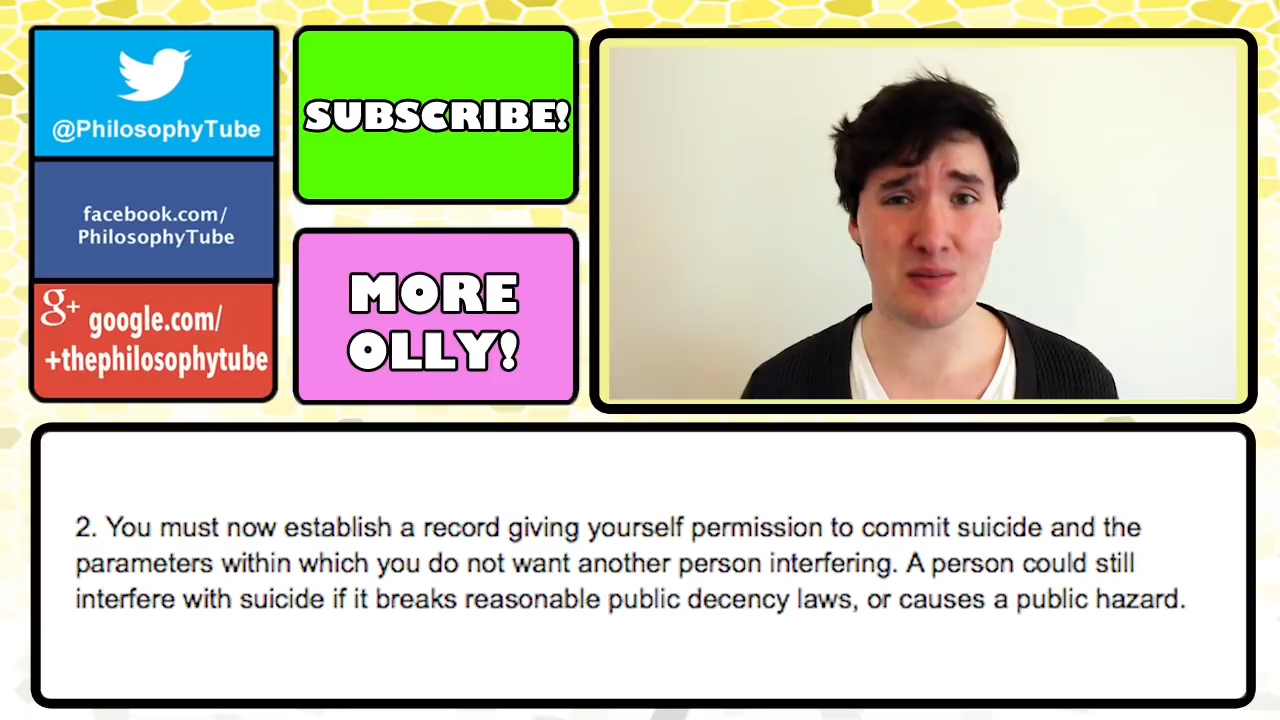 @PhilosophyTube
facebook.com/
PhilosophyTube
g+ google.com/
+thephilosophytube
SUBSCRIBE!
MORE
OLLY!
2. You must now establish a record giving yourself permission to commit suicide and the
parameters within which you do not want another person interfering. A person could still
interfere with suicide if it breaks reasonable public decency laws, or causes a public hazard.